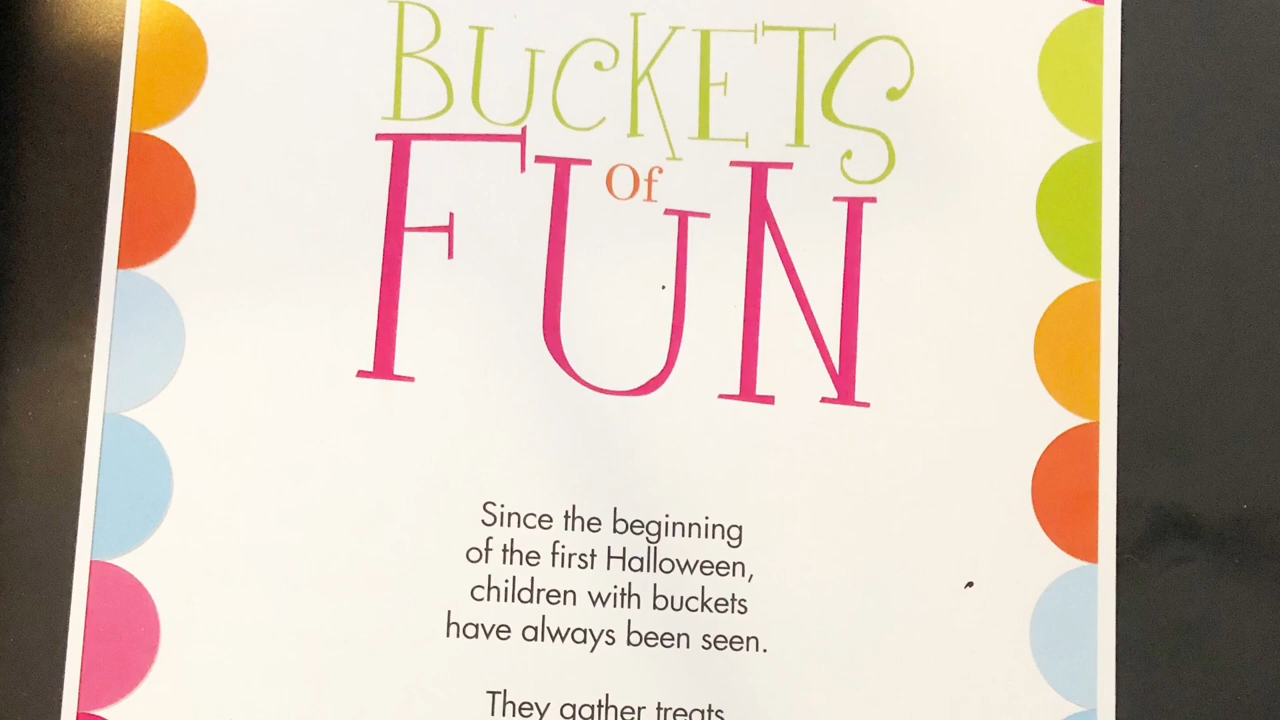 BUCKETS
Of
FUN
Since the beginning
of the first Halloween,
children with buckets
have always been seen.
They gather treats